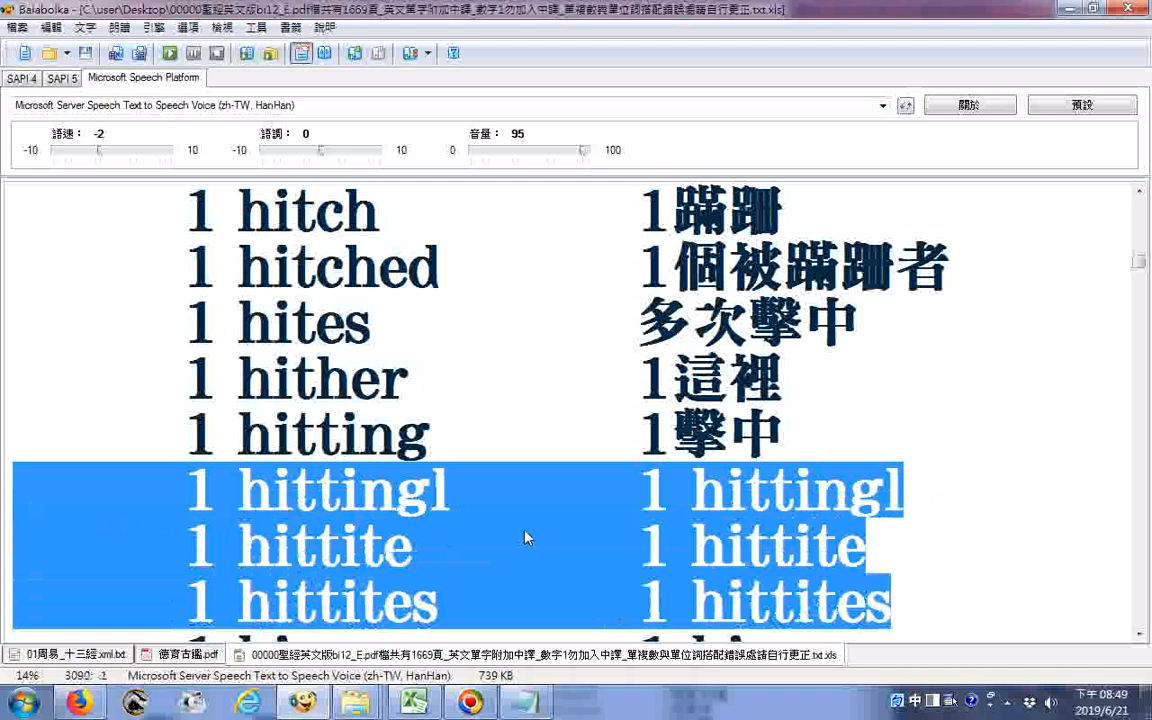 Balabolka - [C:\user\Desktop\00000聖經英文版bi12_E.pdf檔共有1669頁_英文單字附加中譯_數字1勿加入中譯_單複數與單位詞搭配錯誤處請自行更正.txt.xls]
檔案 編輯 文字 朗讀 引擎 選項 檢視 工具 書籤 說明
SAPI 4 SAPI 5 Microsoft Speech Platform
Microsoft Server Speech Text to Speech Voice (zh-TW, HanHan) 關於 預設
語速： -2 語調： 0 音量： 95
-10 10 -10 10 0 100
1 hitch 1蹣跚
1 hitched 1個被蹣跚者
1 hites 多次擊中
1 hither 1這裡
1 hitting 1擊中
1 hittingl 1 hittingl
1 hittite 1 hittite
1 hittites 1 hittites
01周易_十三經.xml.txt 德育古鑑.pdf 00000聖經英文版bi12_E.pdf檔共有1669頁_英文單字附加中譯_數字1勿加入中譯_單複數與單位詞搭配錯誤處請自行更正.txt.xls
14% 3090: 1 Microsoft Server Speech Text to Speech Voice (zh-TW, HanHan) 739 KB
中 下午 08:49
2019/6/21